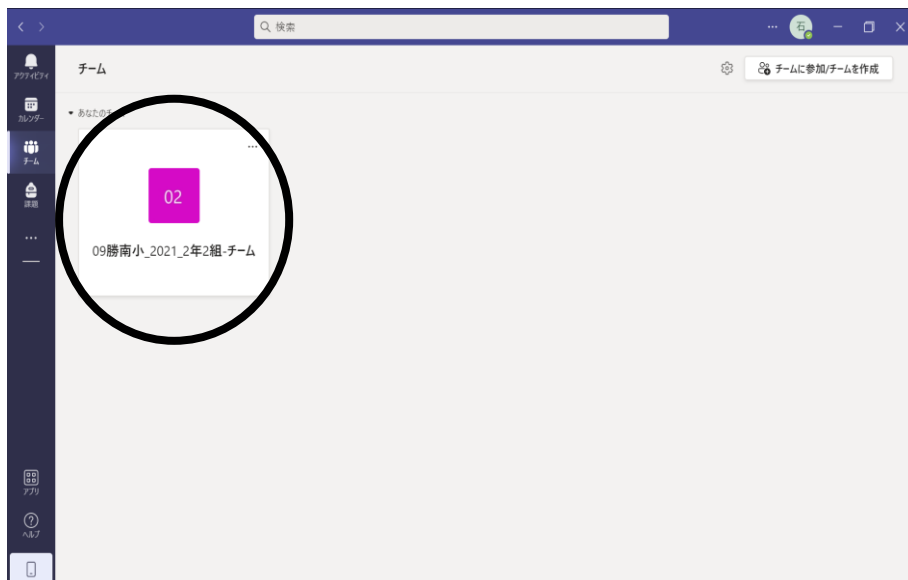 検索
石
アクティビティ
チーム
チームに参加/チームを作成
カレンダー
あなたのチ
チーム
02
課題
09勝南小_2021_2年2組-チーム
アプリ
ヘルプ